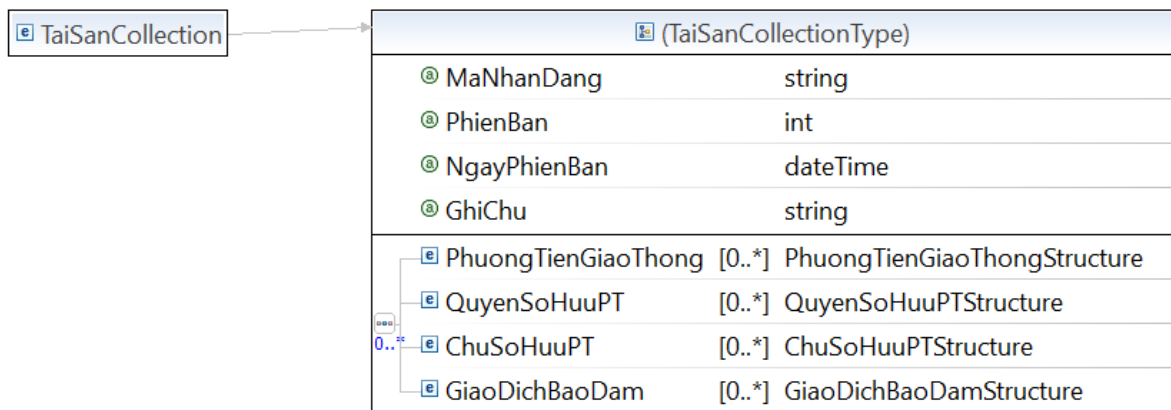 e TaiSanCollection
(TaiSanCollectionType)
a MaNhanDang string
a PhienBan int
a NgayPhienBan dateTime
a GhiChu string
e PhuongTienGiaoThong [0..*] PhuongTienGiaoThongStructure
e QuyenSoHuuPT [0..*] QuyenSoHuuPTStructure
0..*
e ChuSoHuuPT [0..*] ChuSoHuuPTStructure
e GiaoDichBaoDam [0..*] GiaoDichBaoDamStructure